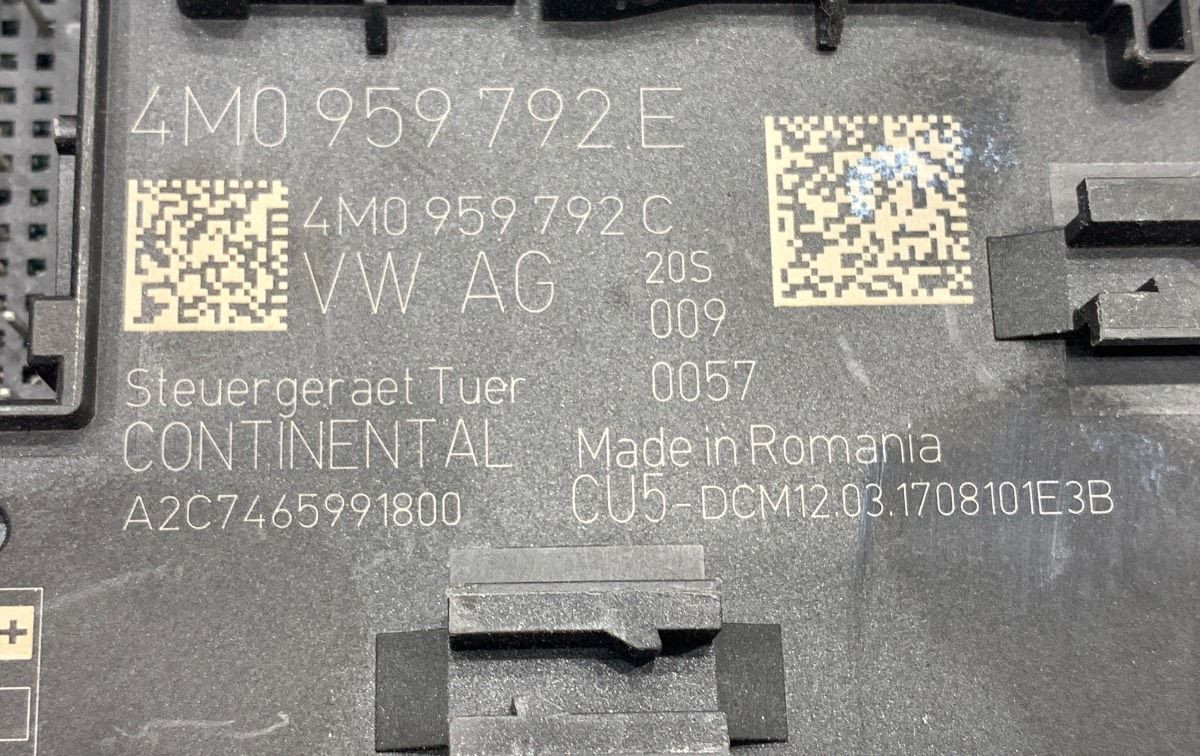 4M0 959 792.E
4M0 959 792 C
VW AG
20S
009
0057
Steuergeraet Tuer
CONTINENTAL
Made in Romania
A2C7465991800
CU5-DCM12.03.1708101E3B
+